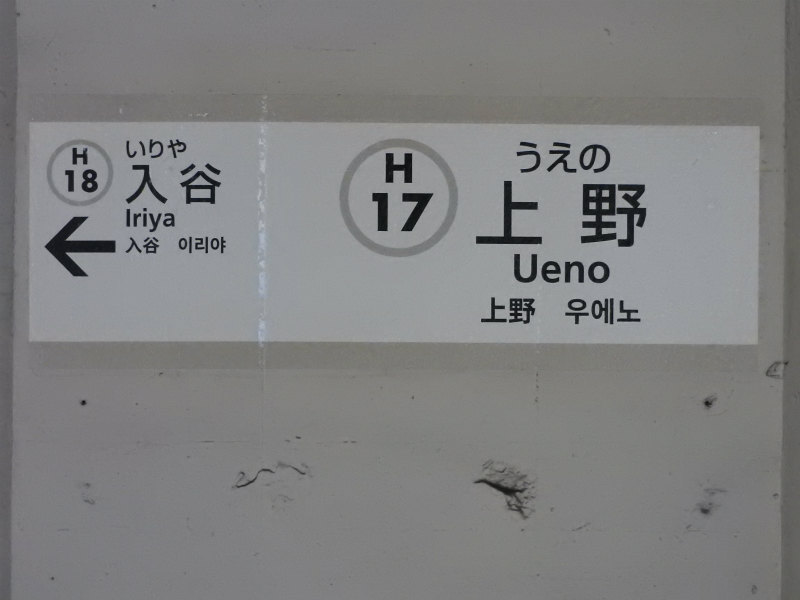 H
18
いりや
入谷
Iriya
入谷 이리야
H
17
うえの
上野
Ueno
上野 우에노